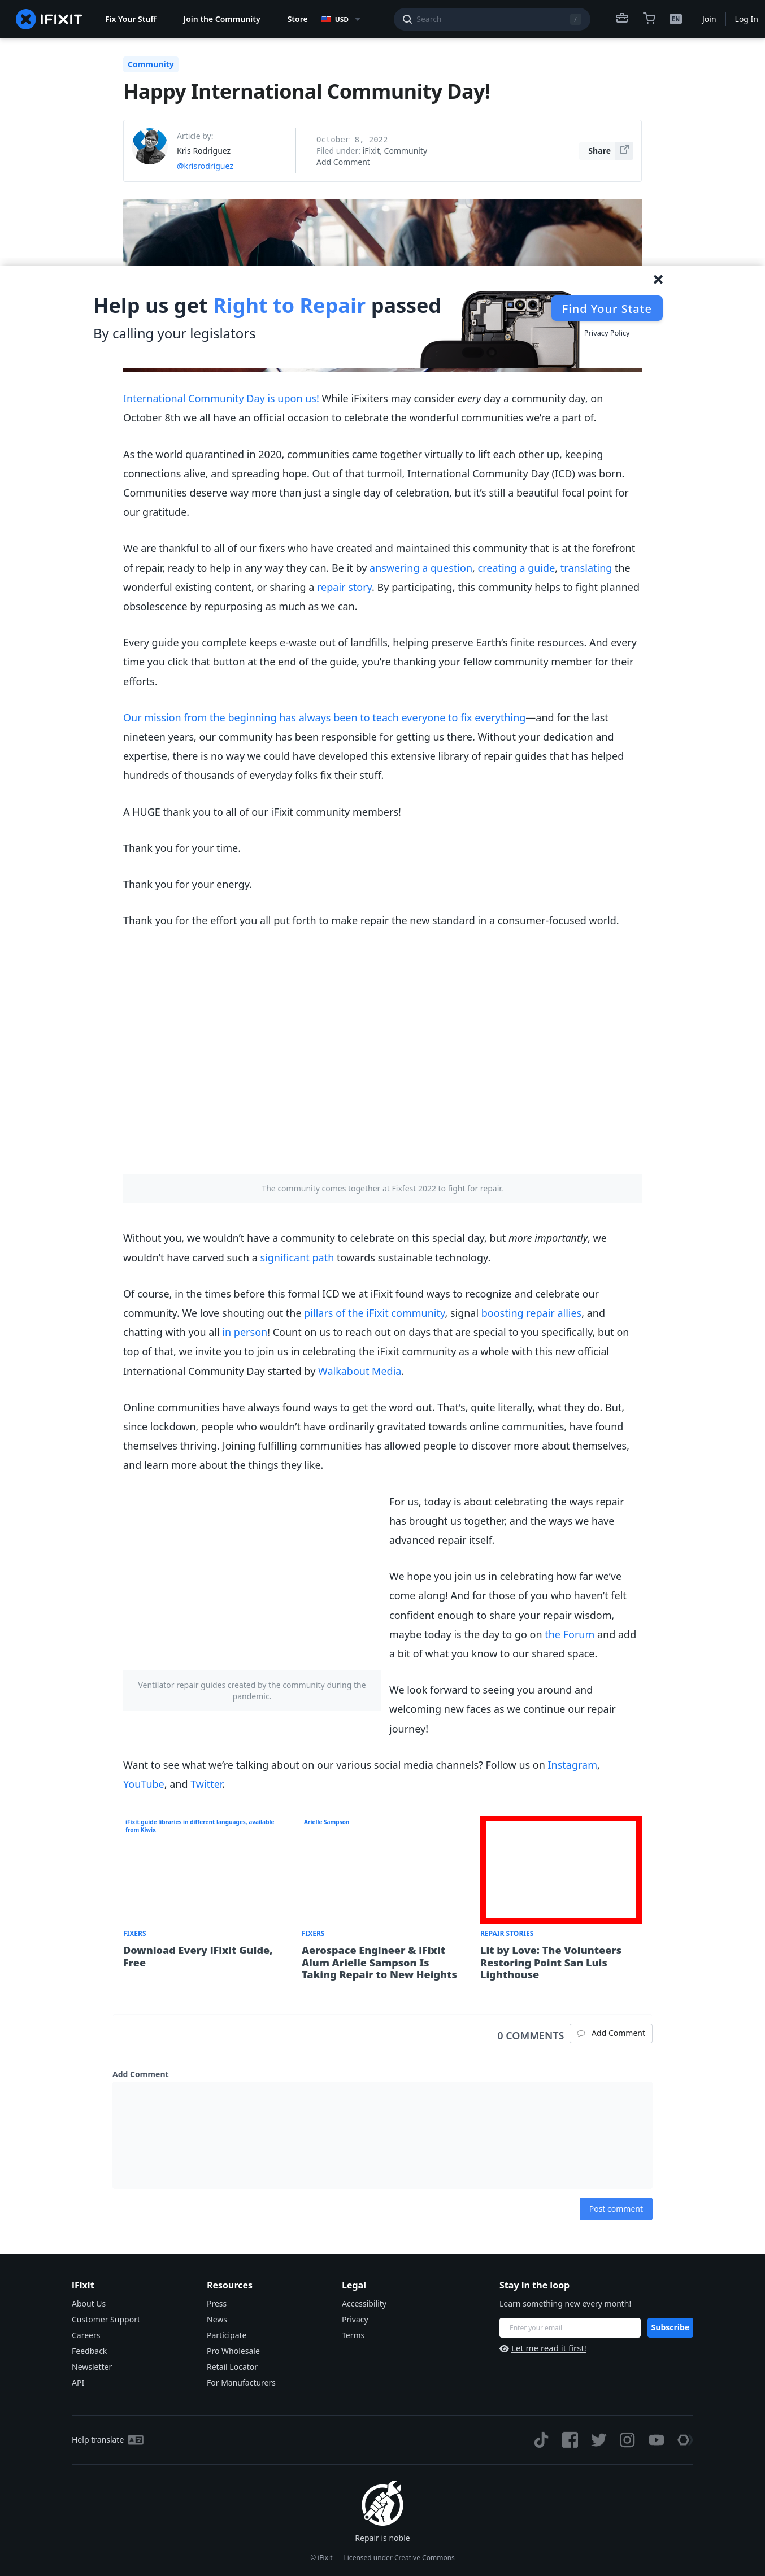 IFIXIT
Fix Your Stuff
Join the Community
Store
USD
Search
/
EN
Join
Log In
Community
Happy International Community Day!
Article by:
Kris Rodriguez
@krisrodriguez
October 8, 2022
Filed under: iFixit, Community
Add Comment
Share
Help us get Right to Repair passed
By calling your legislators
Find Your State
Privacy Policy
International Community Day is upon us! While iFixiters may consider every day a community day, on
October 8th we all have an official occasion to celebrate the wonderful communities we’re a part of.
As the world quarantined in 2020, communities came together virtually to lift each other up, keeping
connections alive, and spreading hope. Out of that turmoil, International Community Day (ICD) was born.
Communities deserve way more than just a single day of celebration, but it’s still a beautiful focal point for
our gratitude.
We are thankful to all of our fixers who have created and maintained this community that is at the forefront
of repair, ready to help in any way they can. Be it by answering a question, creating a guide, translating the
wonderful existing content, or sharing a repair story. By participating, this community helps to fight planned
obsolescence by repurposing as much as we can.
Every guide you complete keeps e-waste out of landfills, helping preserve Earth’s finite resources. And every
time you click that button at the end of the guide, you’re thanking your fellow community member for their
efforts.
Our mission from the beginning has always been to teach everyone to fix everything—and for the last
nineteen years, our community has been responsible for getting us there. Without your dedication and
expertise, there is no way we could have developed this extensive library of repair guides that has helped
hundreds of thousands of everyday folks fix their stuff.
A HUGE thank you to all of our iFixit community members!
Thank you for your time.
Thank you for your energy.
Thank you for the effort you all put forth to make repair the new standard in a consumer-focused world.
The community comes together at Fixfest 2022 to fight for repair.
Without you, we wouldn’t have a community to celebrate on this special day, but more importantly, we
wouldn’t have carved such a significant path towards sustainable technology.
Of course, in the times before this formal ICD we at iFixit found ways to recognize and celebrate our
community. We love shouting out the pillars of the iFixit community, signal boosting repair allies, and
chatting with you all in person! Count on us to reach out on days that are special to you specifically, but on
top of that, we invite you to join us in celebrating the iFixit community as a whole with this new official
International Community Day started by Walkabout Media.
Online communities have always found ways to get the word out. That’s, quite literally, what they do. But,
since lockdown, people who wouldn’t have ordinarily gravitated towards online communities, have found
themselves thriving. Joining fulfilling communities has allowed people to discover more about themselves,
and learn more about the things they like.
For us, today is about celebrating the ways repair
has brought us together, and the ways we have
advanced repair itself.
We hope you join us in celebrating how far we’ve
come along! And for those of you who haven’t felt
confident enough to share your repair wisdom,
maybe today is the day to go on the Forum and add
a bit of what you know to our shared space.
Ventilator repair guides created by the community during the
pandemic.
We look forward to seeing you around and
welcoming new faces as we continue our repair
journey!
Want to see what we’re talking about on our various social media channels? Follow us on Instagram,
YouTube, and Twitter.
iFixit guide libraries in different languages, available
from Kiwix
Arielle Sampson
FIXERS
Download Every iFixit Guide,
Free
FIXERS
Aerospace Engineer & iFixit
Alum Arielle Sampson Is
Taking Repair to New Heights
REPAIR STORIES
Lit by Love: The Volunteers
Restoring Point San Luis
Lighthouse
0 COMMENTS
Add Comment
Add Comment
Post comment
iFixit
About Us
Customer Support
Careers
Feedback
Newsletter
API
Resources
Press
News
Participate
Pro Wholesale
Retail Locator
For Manufacturers
Legal
Accessibility
Privacy
Terms
Stay in the loop
Learn something new every month!
Enter your email
Subscribe
Let me read it first!
Help translate
Repair is noble
© iFixit — Licensed under Creative Commons